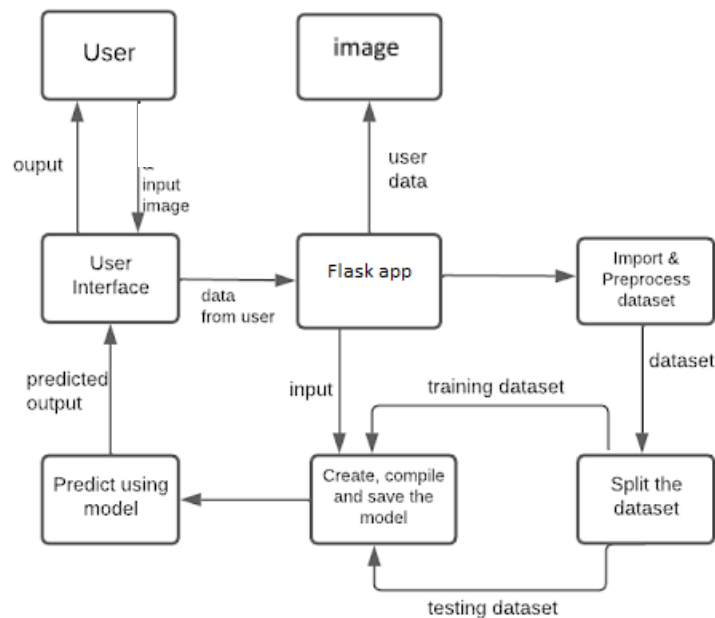 User
image
ouput
input
image
user
data
User
Interface
data
from user
Flask app
Import &
Preprocess
dataset
dataset
predicted
output
input
training dataset
Predict using
model
Create, compile
and save the
model
Split the
dataset
testing dataset